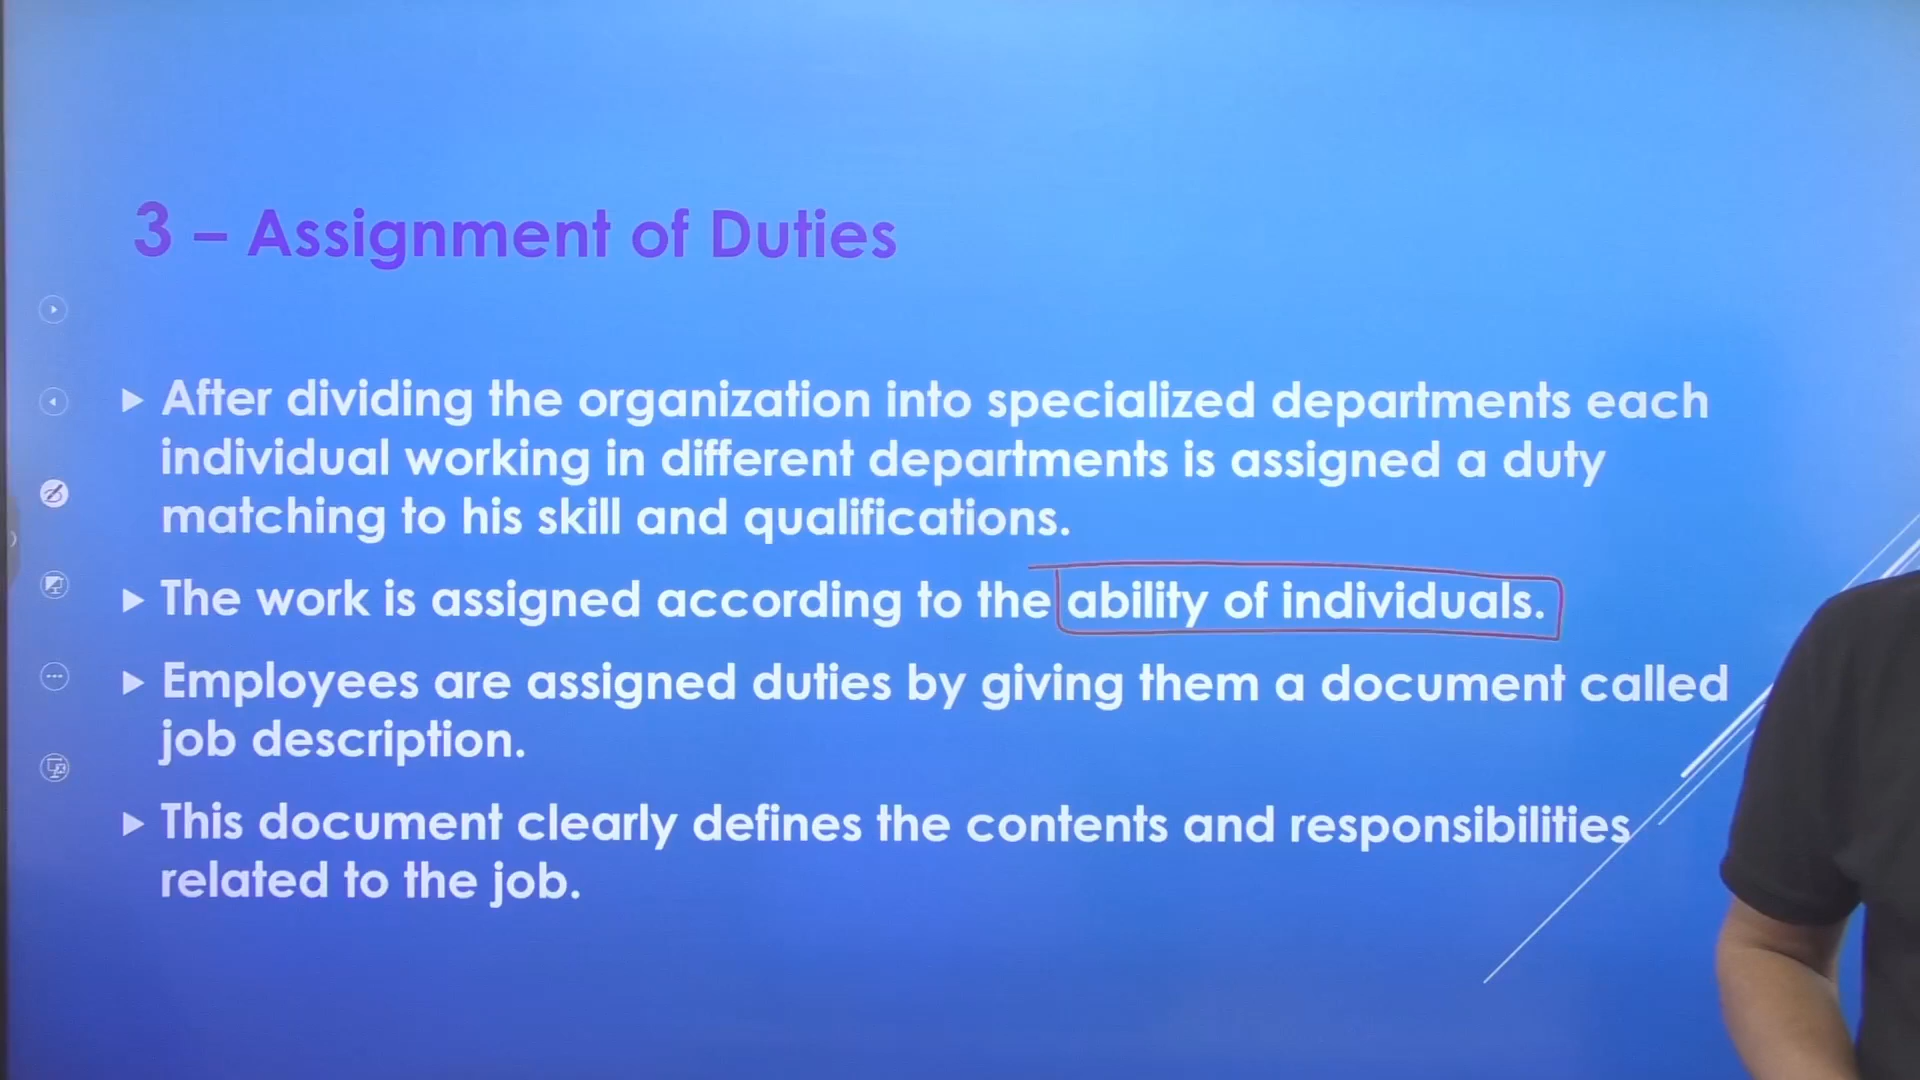 3 – Assignment of Duties
After dividing the organization into specialized departments each
individual working in different departments is assigned a duty
matching to his skill and qualifications.
The work is assigned according to the ability of individuals.
Employees are assigned duties by giving them a document called
job description.
This document clearly defines the contents and responsibilities
related to the job.